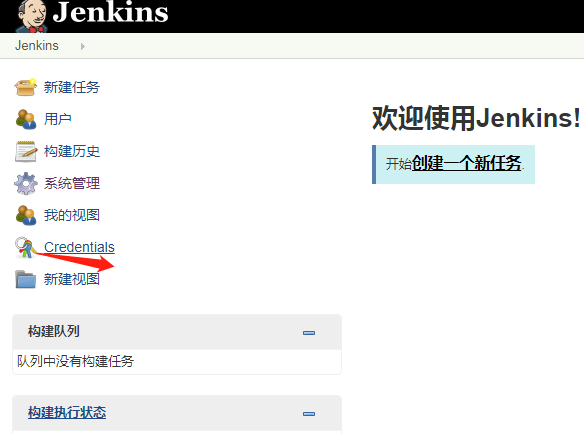 Jenkins
Jenkins
新建任务
用户
构建历史
系统管理
我的视图
Credentials
新建视图
构建队列
队列中没有构建任务
构建执行状态
欢迎使用Jenkins!
开始创建一个新任务.